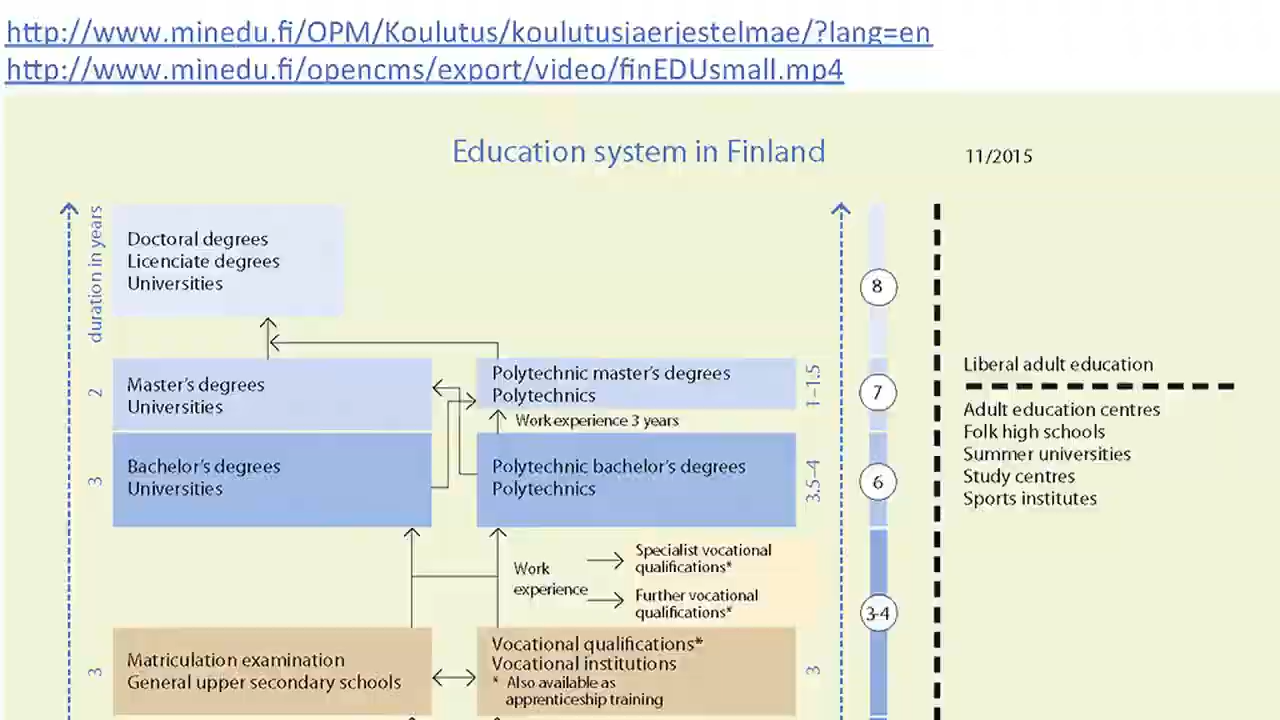 http://www.minedu.fi/OPM/Koulutus/koulutusjaerjestelmae/?lang=en
http://www.minedu.fi/opencms/export/video/finEDUsmall.mp4
Education system in Finland
11/2015
duration in years
Doctoral degrees
Licenciate degrees
Universities
8
2
Master's degrees
Universities
Polytechnic master's degrees
Polytechnics
1–1.5
7
Work experience 3 years
3
Bachelor's degrees
Universities
Polytechnic bachelor's degrees
Polytechnics
3.5–4
6
Liberal adult education
Adult education centres
Folk high schools
Summer universities
Study centres
Sports institutes
Work
experience
Specialist vocational
qualifications*
Further vocational
qualifications*
3-4
3
Matriculation examination
General upper secondary schools
Vocational qualifications*
Vocational institutions
* Also available as
apprenticeship training
3